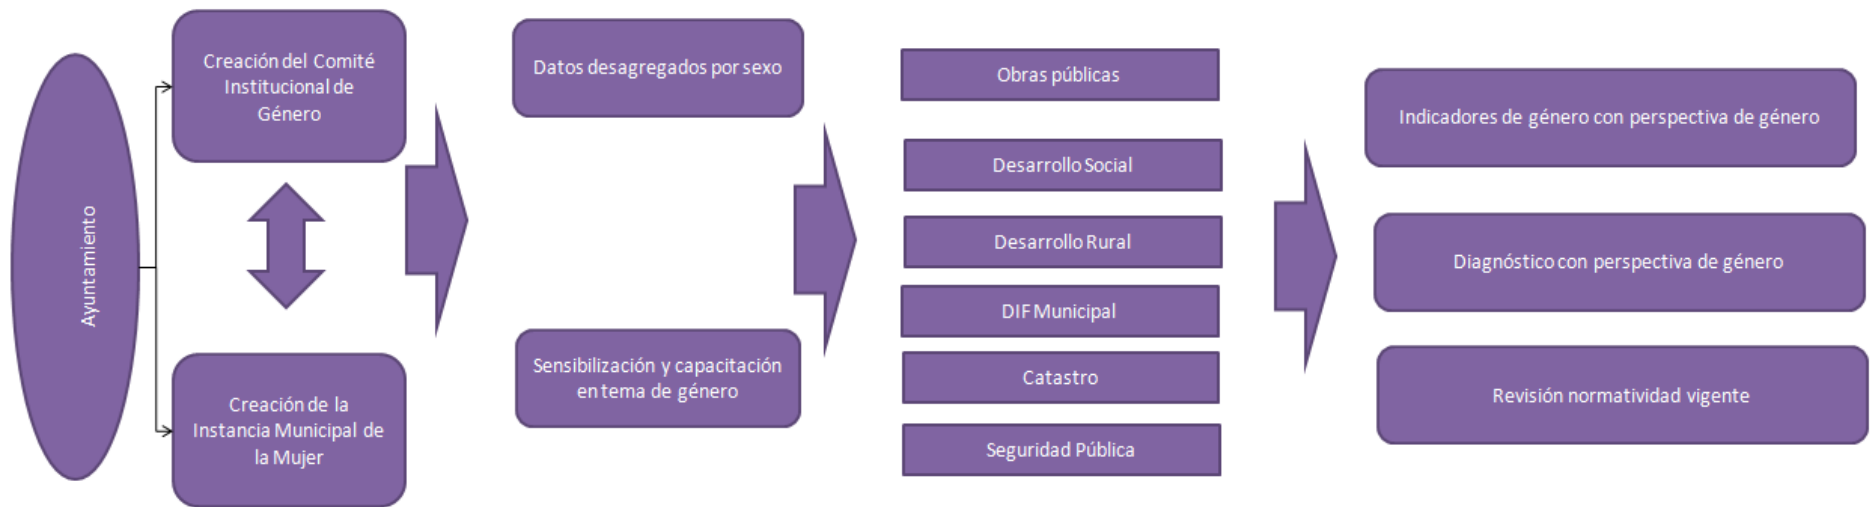 Ayuntamiento
Creación del Comité
Institucional de
Género
Creación de la
Instancia Municipal de
la Mujer
Datos desagregados por sexo
Sensibilización y capacitación
en tema de género
Obras públicas
Desarrollo Social
Desarrollo Rural
DIF Municipal
Catastro
Seguridad Pública
Indicadores de género con perspectiva de género
Diagnóstico con perspectiva de género
Revisión normatividad vigente